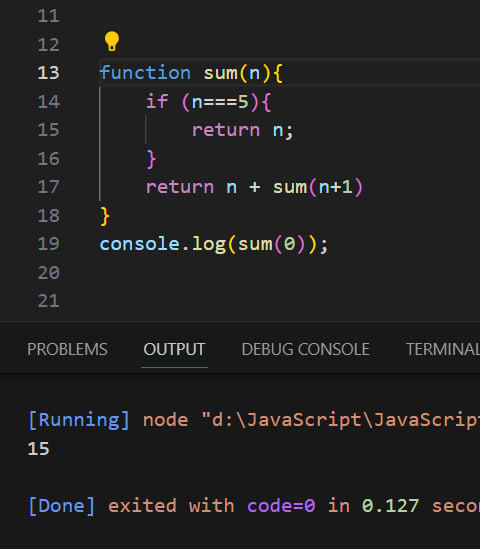 11
12
13 function sum(n){
14 if (n===5){
15 return n;
16 }
17 return n + sum(n+1)
18 }
19 console.log(sum(0));
20
21
PROBLEMS OUTPUT DEBUG CONSOLE TERMINAL
[Running] node "d:\JavaScript\JavaScript
15
[Done] exited with code=0 in 0.127